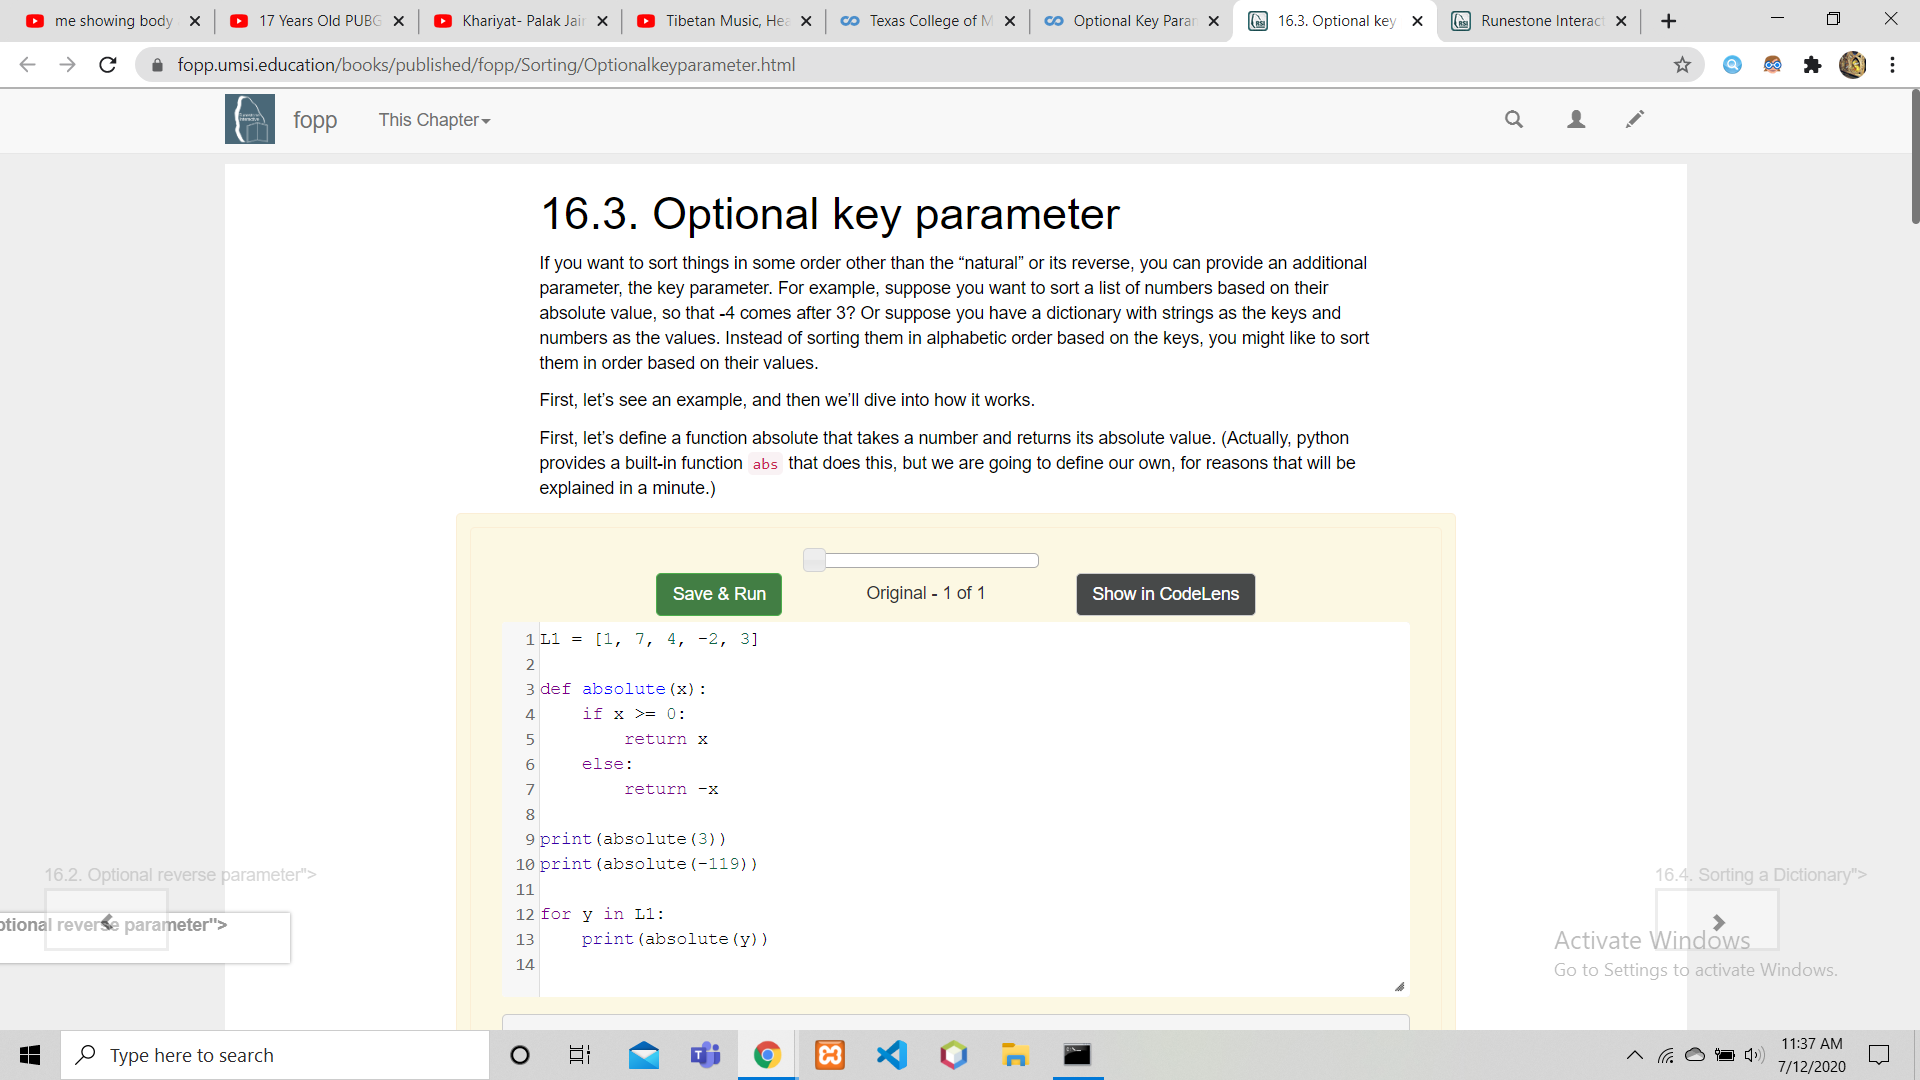 me showing body
17 Years Old PUBG
Khariyat- Palak Jain
Tibetan Music, Hea
Texas College of M
Optional Key Param
16.3. Optional key
Runestone Interact
fopp.umsi.education/books/published/fopp/Sorting/Optionalkeyparameter.html
fopp
This Chapter
16.3. Optional key parameter
If you want to sort things in some order other than the “natural” or its reverse, you can provide an additional
parameter, the key parameter. For example, suppose you want to sort a list of numbers based on their
absolute value, so that -4 comes after 3? Or suppose you have a dictionary with strings as the keys and
numbers as the values. Instead of sorting them in alphabetic order based on the keys, you might like to sort
them in order based on their values.
First, let’s see an example, and then we’ll dive into how it works.
First, let’s define a function absolute that takes a number and returns its absolute value. (Actually, python
provides a built-in function abs that does this, but we are going to define our own, for reasons that will be
explained in a minute.)
Save & Run
Original - 1 of 1
Show in CodeLens
1 L1 = [1, 7, 4, -2, 3]
2
3 def absolute(x):
4     if x >= 0:
5         return x
6     else:
7         return -x
8
9 print(absolute(3))
10 print(absolute(-119))
11
12 for y in L1:
13     print(absolute(y))
14
16.2. Optional reverse parameter">
ptional reverse parameter">
16.4. Sorting a Dictionary">
Activate Windows
Go to Settings to activate Windows.
Type here to search
11:37 AM
7/12/2020